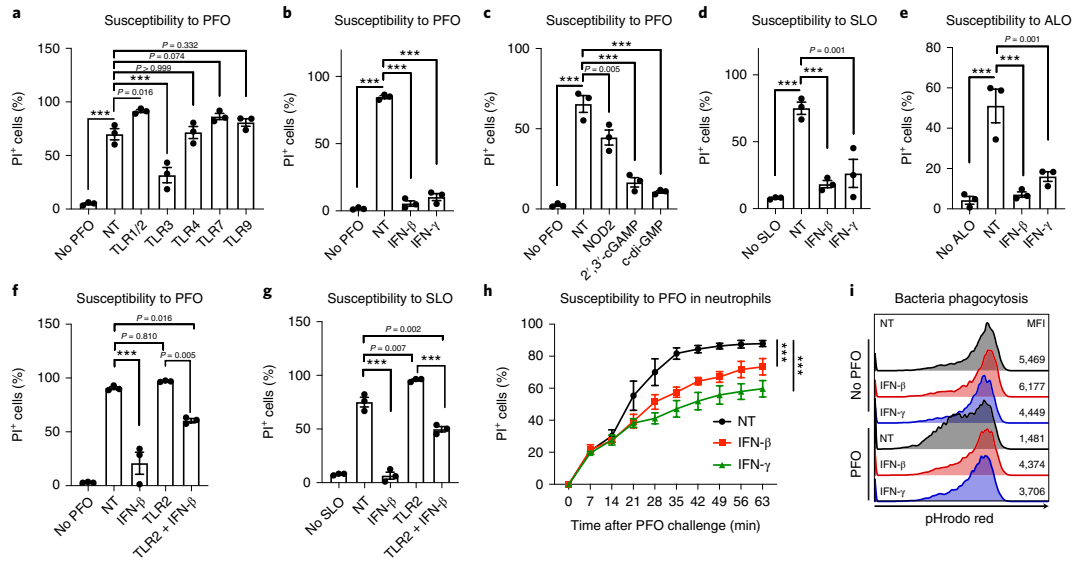 a
Susceptibility to PFO
PI+ cells (%)
150
100
50
0
P = 0.332
P = 0.074
P > 0.999
***
P = 0.016
***
No PFO
NT
TLR1/2
TLR3
TLR4
TLR7
TLR9
b
Susceptibility to PFO
PI+ cells (%)
100
50
0
***
***
***
No PFO
NT
IFN-β
IFN-γ
c
Susceptibility to PFO
PI+ cells (%)
100
50
0
***
***
P = 0.005
***
No PFO
NT
NOD2
2′,3′-cGAMP
c-di-GMP
d
Susceptibility to SLO
PI+ cells (%)
100
50
0
P = 0.001
***
***
No SLO
NT
IFN-β
IFN-γ
e
Susceptibility to ALO
PI+ cells (%)
80
60
40
20
0
P = 0.001
***
***
No ALO
NT
IFN-β
IFN-γ
f
Susceptibility to PFO
PI+ cells (%)
150
100
50
0
P = 0.016
P = 0.810
***
P = 0.005
No PFO
NT
IFN-β
TLR2
TLR2 + IFN-β
g
Susceptibility to SLO
PI+ cells (%)
150
100
50
0
P = 0.002
P = 0.007
***
***
No SLO
NT
IFN-β
TLR2
TLR2 + IFN-β
h
Susceptibility to PFO in neutrophils
PI+ cells (%)
100
80
60
40
20
0
0 7 14 21 28 35 42 49 56 63
Time after PFO challenge (min)
NT
IFN-β
IFN-γ
***
***
i
Bacteria phagocytosis
No PFO
PFO
NT MFI
5,469
IFN-β 6,177
IFN-γ 4,449
NT 1,481
IFN-β 4,374
IFN-γ 3,706
pHrodo red